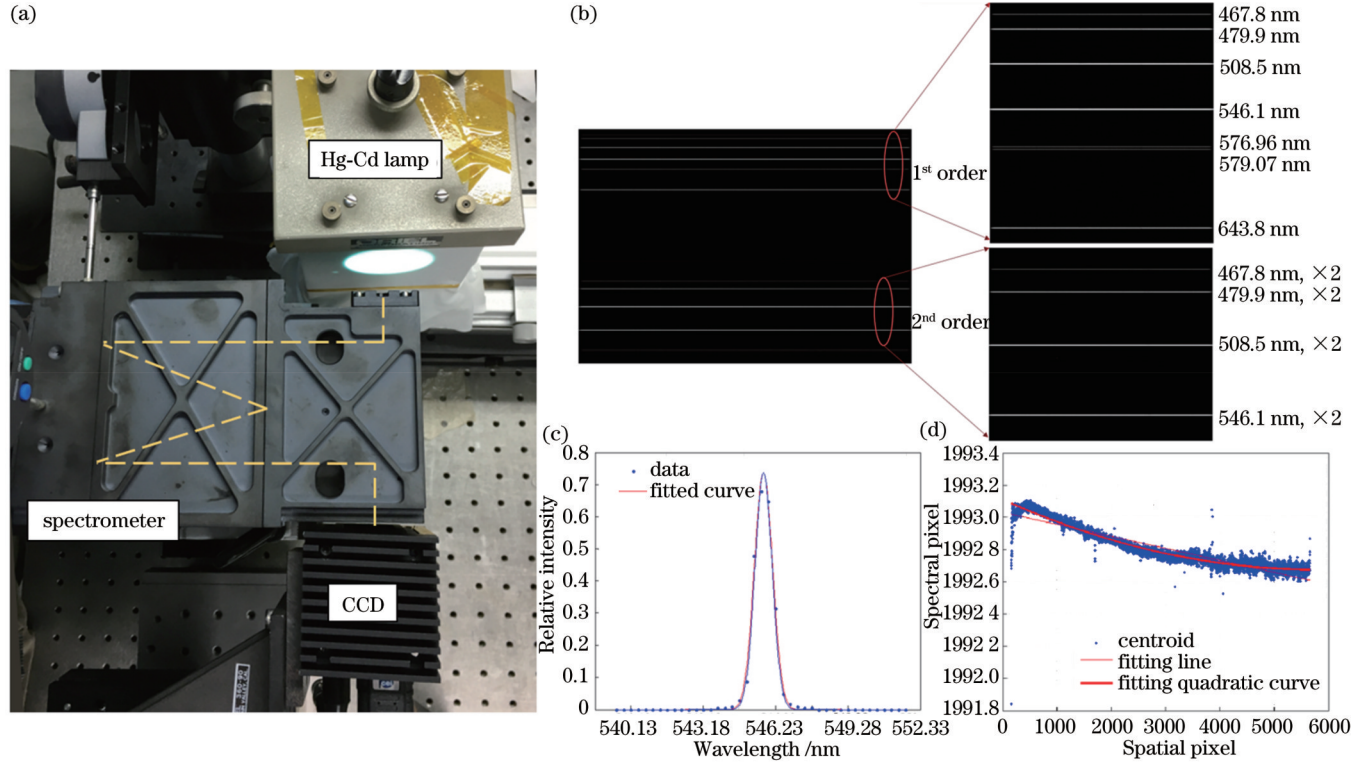 (a)
Hg-Cd lamp
spectrometer
CCD
(b)
1st order
2nd order
467.8 nm
479.9 nm
508.5 nm
546.1 nm
576.96 nm
579.07 nm
643.8 nm
467.8 nm, ×2
479.9 nm, ×2
508.5 nm, ×2
546.1 nm, ×2
(c)
0.8
0.7
0.6
0.5
0.4
0.3
0.2
0.1
0
Relative intensity
data
fitted curve
540.13 543.18 546.23 549.28 552.33
Wavelength /nm
(d)
1993.4
1993.2
1993.0
1992.8
1992.6
1992.4
1992.2
1992.0
1991.8
Spectral pixel
centroid
fitting line
fitting quadratic curve
0 1000 2000 3000 4000 5000 6000
Spatial pixel